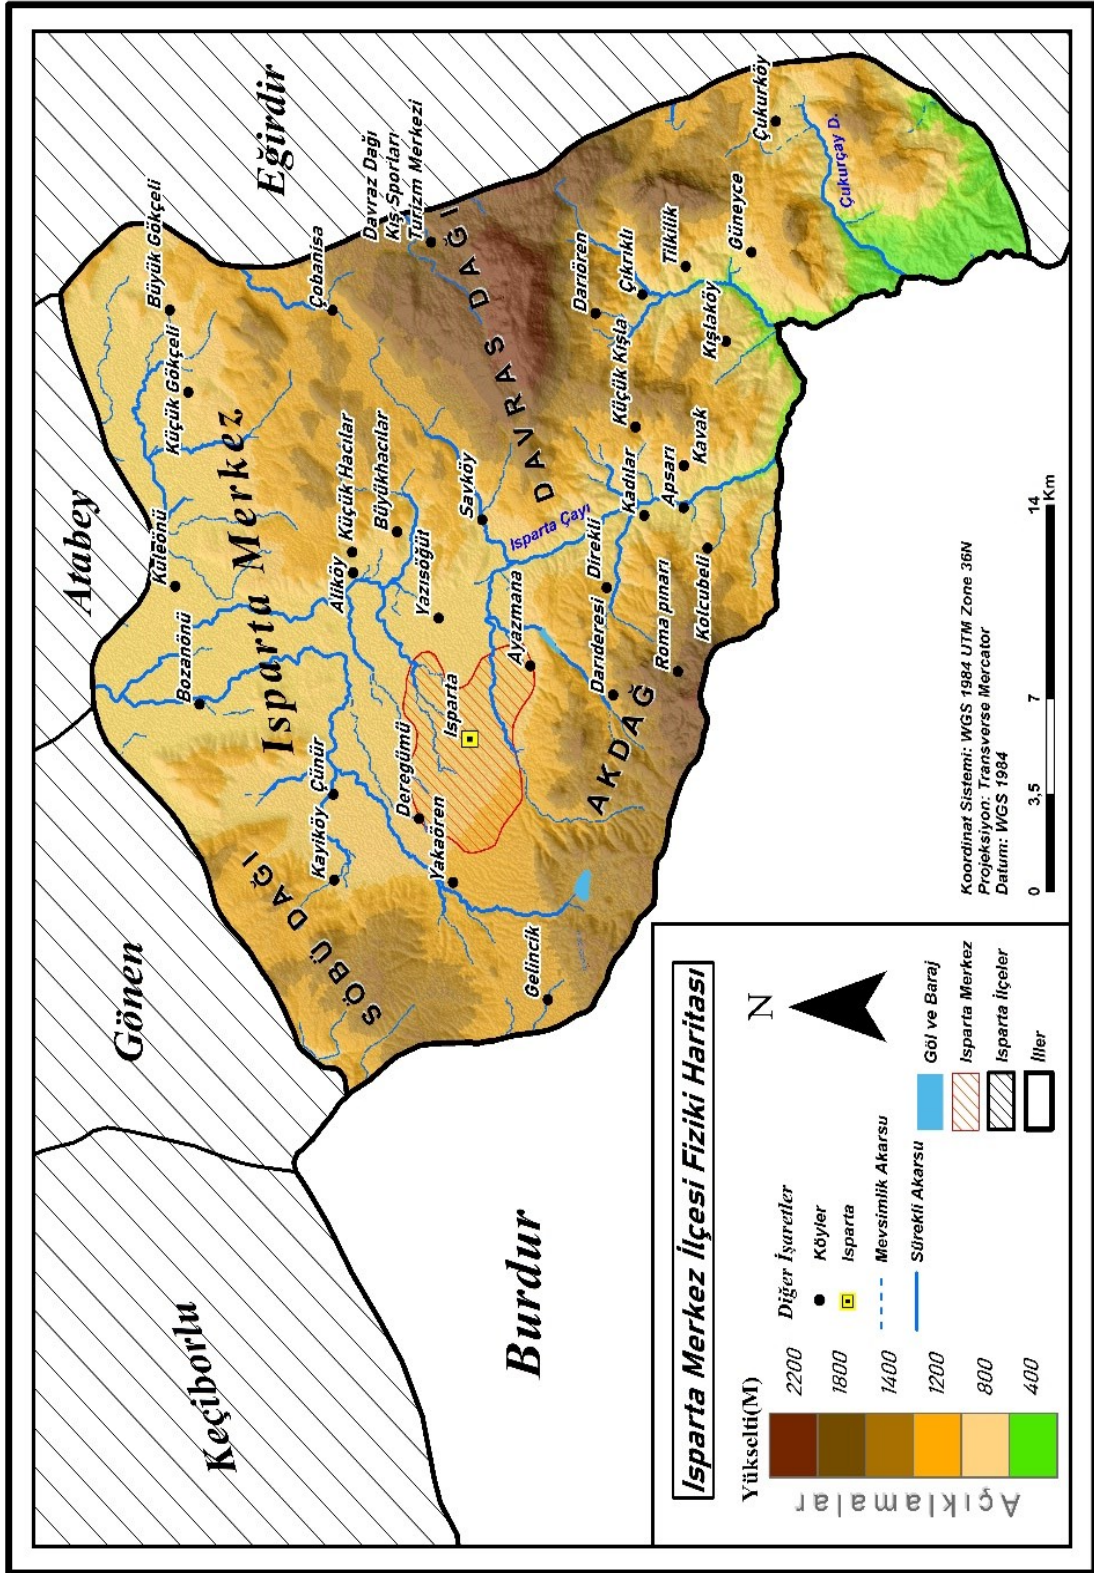 Keçiborlu
Gönen
Atabey
Eğirdir
Burdur
Isparta Merkez
SÖBÜ DAĞI
DAVRAS DAĞI
AKDAĞ
Büyük Gökçeli
Küçük Gökçeli
Kuleönü
Bozanönü
Çobanisa
Davraz Dağı
Kış Sporları
Turizm Merkezi
Küçük Hacılar
Aliköy
Büyükhacılar
Yazısöğüt
Savköy
Çünür
Kayıköy
Deregümü
Isparta
Yakaören
Gelincik
Ayazmana
Isparta Çayı
Direkli
Darıderesi
Roma pınarı
Kolcubeli
Kadılar
Apsarı
Kavak
Küçük Kışla
Darıören
Çıkrıklı
Tilkilik
Güneyce
Kışlaköy
Çukurköy
Çukurçay D.
Isparta Merkez İlçesi Fiziki Haritası
Yükselti(M)
2200
1800
1400
1200
800
400
Açıklamalar
Diğer İşaretler
Köyler
Isparta
Mevsimlik Akarsu
Sürekli Akarsu
N
Göl ve Baraj
Isparta Merkez
Isparta İlçeler
İller
Koordinat Sistemi: WGS 1984 UTM Zone 36N
Projeksiyon: Transverse Mercator
Datum: WGS 1984
0 3,5 7 14
Km